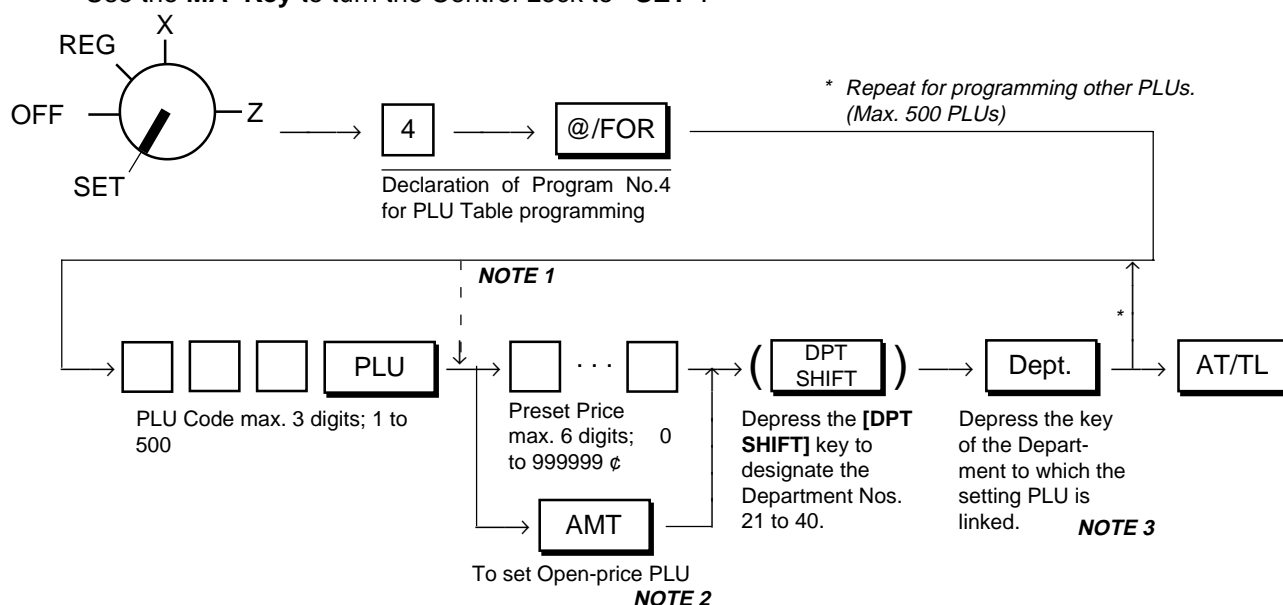 Use the MA Key to turn the Control Lock to "SET".
X
REG
OFF
Z
SET
4
@/FOR
* Repeat for programming other PLUs.
(Max. 500 PLUs)
Declaration of Program No.4
for PLU Table programming
NOTE 1
*
PLU
. . .
( DPT
SHIFT )
Dept.
AT/TL
PLU Code max. 3 digits; 1 to
500
Preset Price
max. 6 digits; 0
to 999999 ¢
Depress the [DPT
SHIFT] key to
designate the
Department Nos.
21 to 40.
Depress the key
of the Depart-
ment to which the
setting PLU is
linked.
NOTE 3
AMT
To set Open-price PLU
NOTE 2